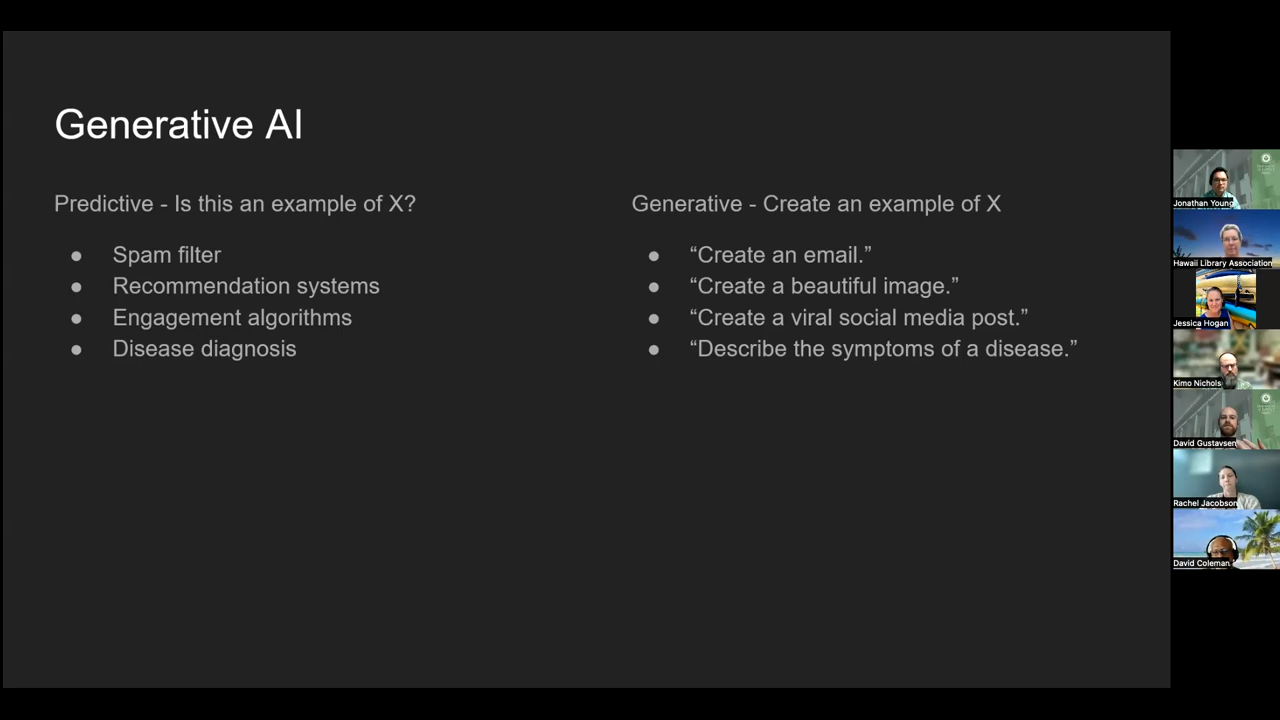 Generative AI
Predictive - Is this an example of X?
● Spam filter
● Recommendation systems
● Engagement algorithms
● Disease diagnosis
Generative - Create an example of X
● “Create an email.”
● “Create a beautiful image.”
● “Create a viral social media post.”
● “Describe the symptoms of a disease.”
Jonathan Young
Hawaii Library Association
Jessica Hogan
Kimo Nichols
David Gustavsen
Rachel Jacobson
David Coleman